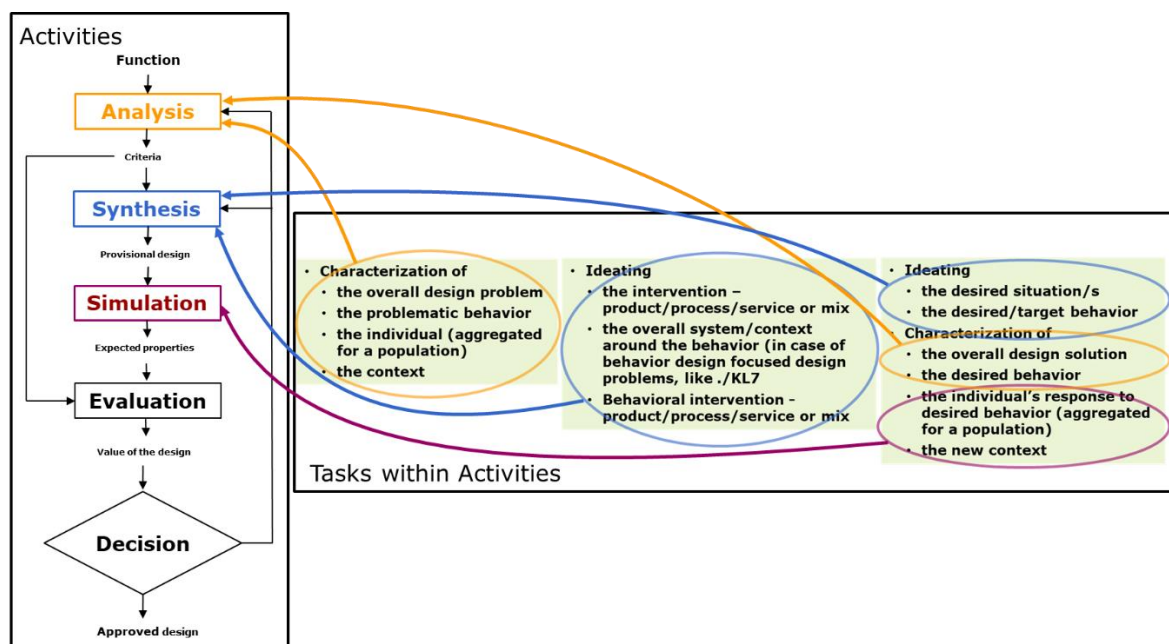 Activities
Function
Analysis
Criteria
Synthesis
Provisional design
Simulation
Expected properties
Evaluation
Value of the design
Decision
Approved design
• Characterization of
• the overall design problem
• the problematic behavior
• the individual (aggregated
for a population)
• the context
• Ideating
• the intervention –
product/process/service or mix
• the overall system/context
around the behavior (in case of
behavior design focused design
problems, like ./KL7
• Behavioral intervention –
product/process/service or mix
• Ideating
• the desired situation/s
• the desired/target behavior
• Characterization of
• the overall design solution
• the desired behavior
• the individual's response to
desired behavior (aggregated
for a population)
• the new context
Tasks within Activities